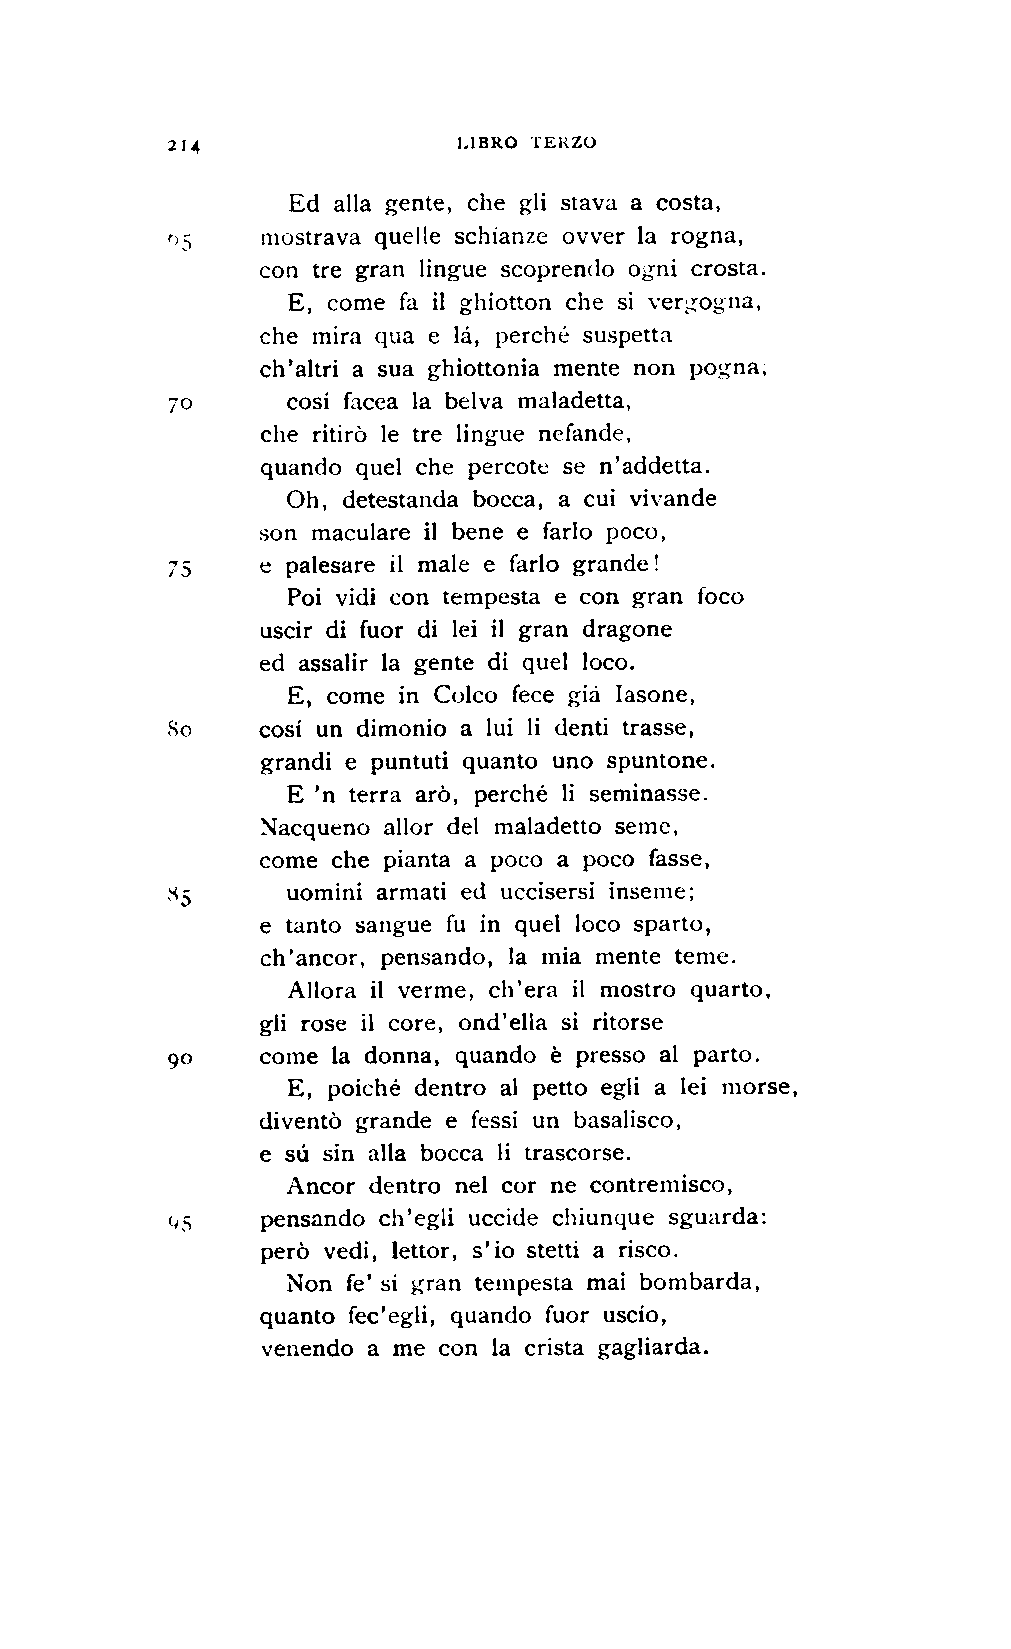 214 LIBRO TERZO
Ed alla gente, che gli stava a costa,
65 mostrava quelle schianze ovver la rogna,
con tre gran lingue scoprendo ogni crosta.
E, come fa il ghiotton che si vergogna,
che mira qua e lá, perché suspetta
ch'altri a sua ghiottonia mente non pogna;
70 cosí facea la belva maladetta,
che ritirò le tre lingue nefande,
quando quel che percote se n'addetta.
Oh, detestanda bocca, a cui vivande
son maculare il bene e farlo poco,
75 e palesare il male e farlo grande!
Poi vidi con tempesta e con gran foco
uscir di fuor di lei il gran dragone
ed assalir la gente di quel loco.
E, come in Colco fece giá Iasone,
80 cosí un dimonio a lui li denti trasse,
grandi e puntuti quanto uno spuntone.
E 'n terra arò, perché li seminasse.
Nacqueno allor del maladetto seme,
come che pianta a poco a poco fasse,
85 uomini armati ed uccisersi inseme;
e tanto sangue fu in quel loco sparto,
ch'ancor, pensando, la mia mente teme.
Allora il verme, ch'era il mostro quarto,
gli rose il core, ond'ella si ritorse
90 come la donna, quando è presso al parto.
E, poiché dentro al petto egli a lei morse,
diventò grande e fessi un basalisco,
e sú sin alla bocca li trascorse.
Ancor dentro nel cor ne contremisco,
95 pensando ch'egli uccide chiunque sguarda:
però vedi, lettor, s'io stetti a risco.
Non fe' sí gran tempesta mai bombarda,
quanto fec'egli, quando fuor uscío,
venendo a me con la crista gagliarda.